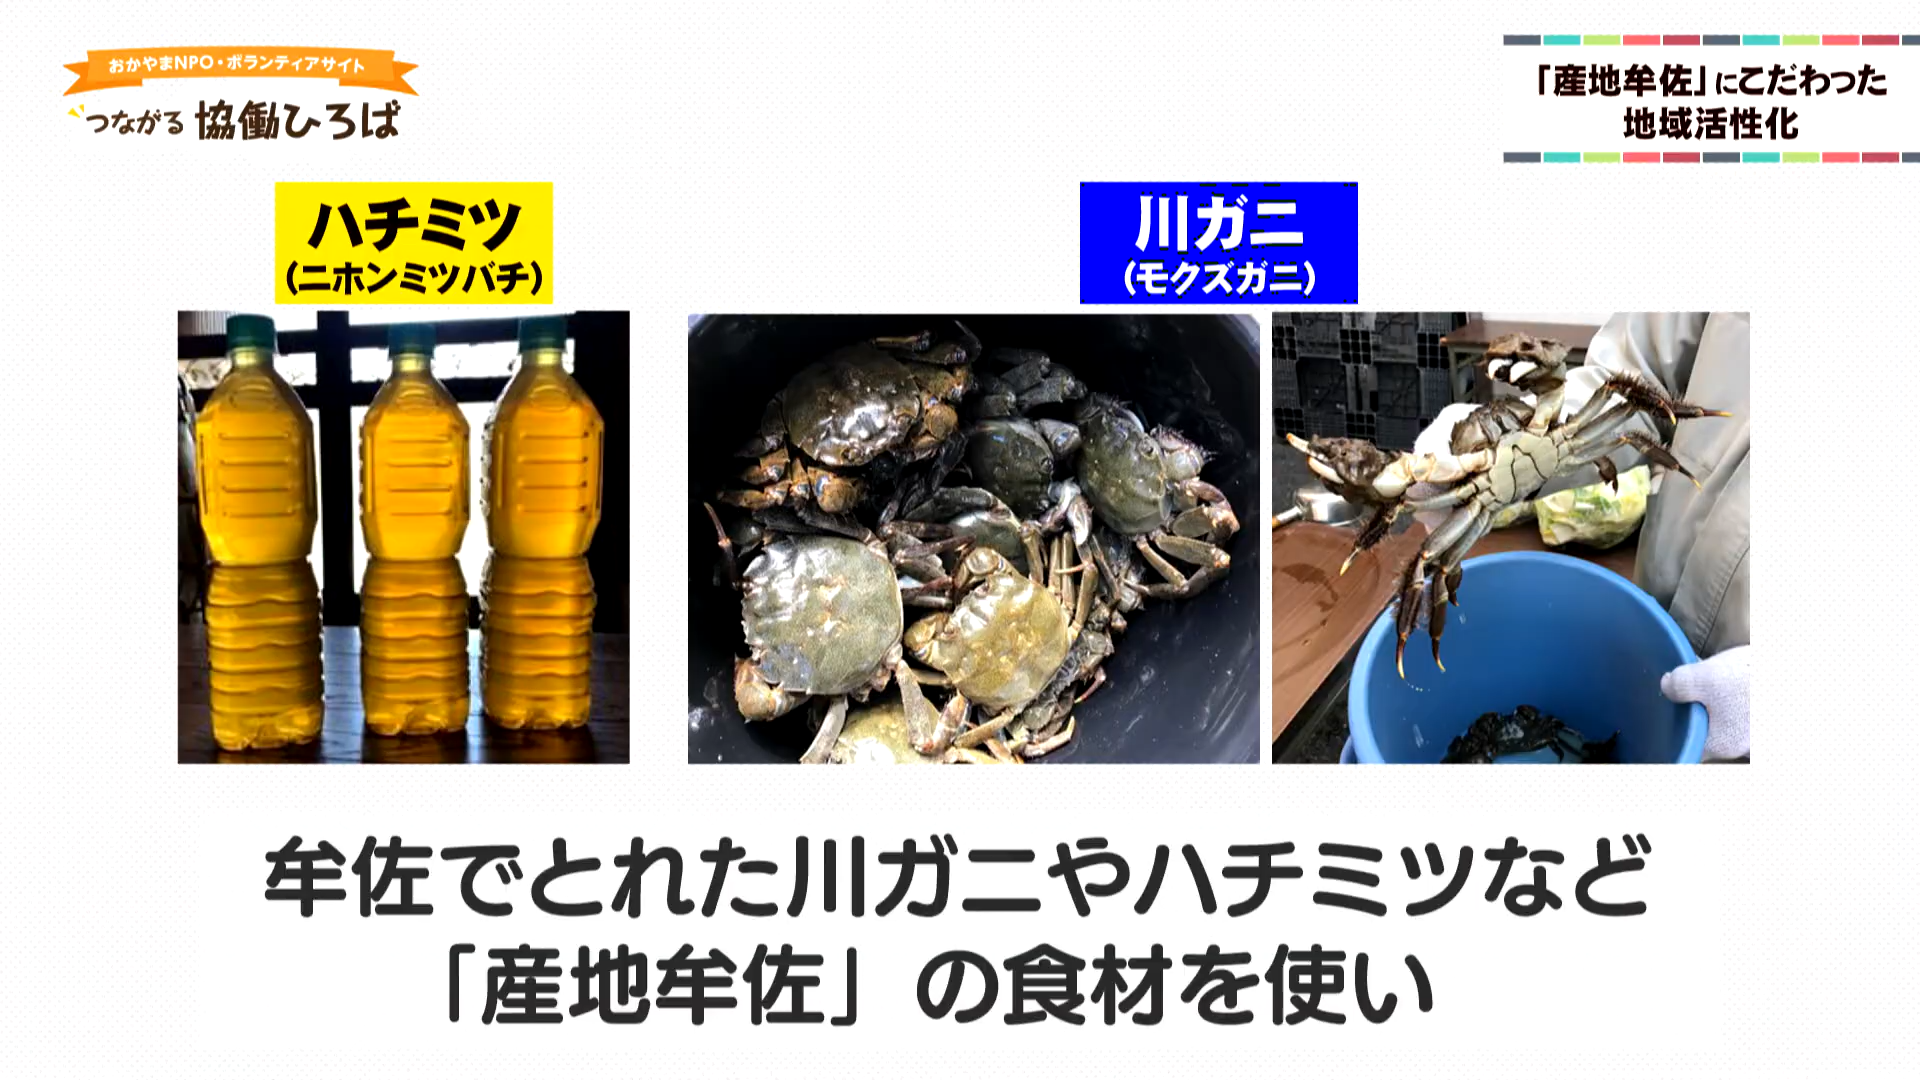 おかやまNPO・ボランティアサイト
つながる 協働ひろば
「産地牟佐」にこだわった
地域活性化
ハチミツ
(ニホンミツバチ)
川ガニ
(モクズガニ)
牟佐でとれた川ガニやハチミツなど
「産地牟佐」の食材を使い